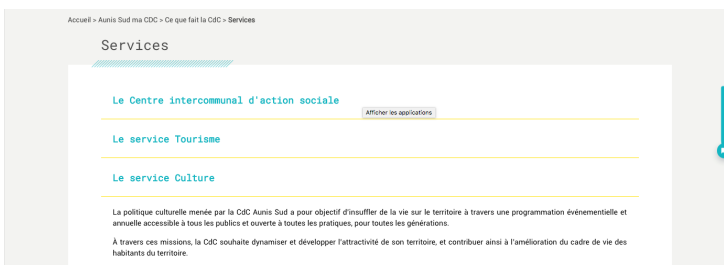 Accueil > Aunis Sud ma CDC > Ce que fait la CdC > Services
Services
Le Centre intercommunal d'action sociale
Afficher les applications
Le service Tourisme
Le service Culture
La politique culturelle menée par la CdC Aunis Sud a pour objectif d'insuffler de la vie sur le territoire à travers une programmation événementielle et
annuelle accessible à tous les publics et ouverte à toutes les pratiques, pour toutes les générations.
À travers ces missions, la CdC souhaite dynamiser et développer l'attractivité de son territoire, et contribuer ainsi à l'amélioration du cadre de vie des
habitants du territoire.